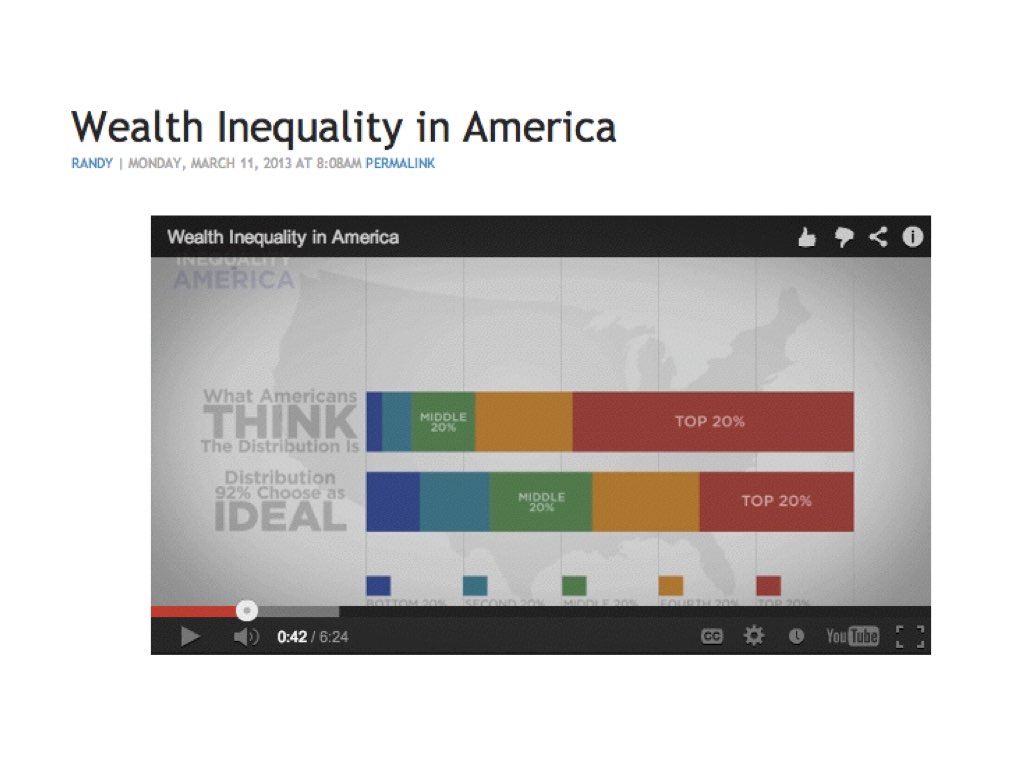 Wealth Inequality in America
RANDY | MONDAY, MARCH 11, 2013 AT 8:08AM PERMALINK
Wealth Inequality in America
INEQUALITY
AMERICA
What Americans
THINK
The Distribution Is
MIDDLE
20%
TOP 20%
Distribution
92% Choose as
IDEAL
MIDDLE
20%
TOP 20%
BOTTOM 20% SECOND 20% MIDDLE 20% FOURTH 20% TOP 20%
0:42 / 6:24
CC
YouTube